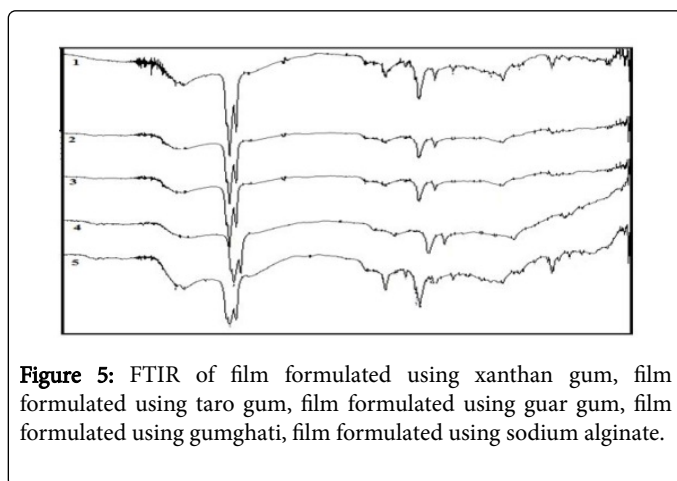 1
2
3
4
5
Figure 5: FTIR of film formulated using xanthan gum, film
formulated using taro gum, film formulated using guar gum, film
formulated using gumghati, film formulated using sodium alginate.